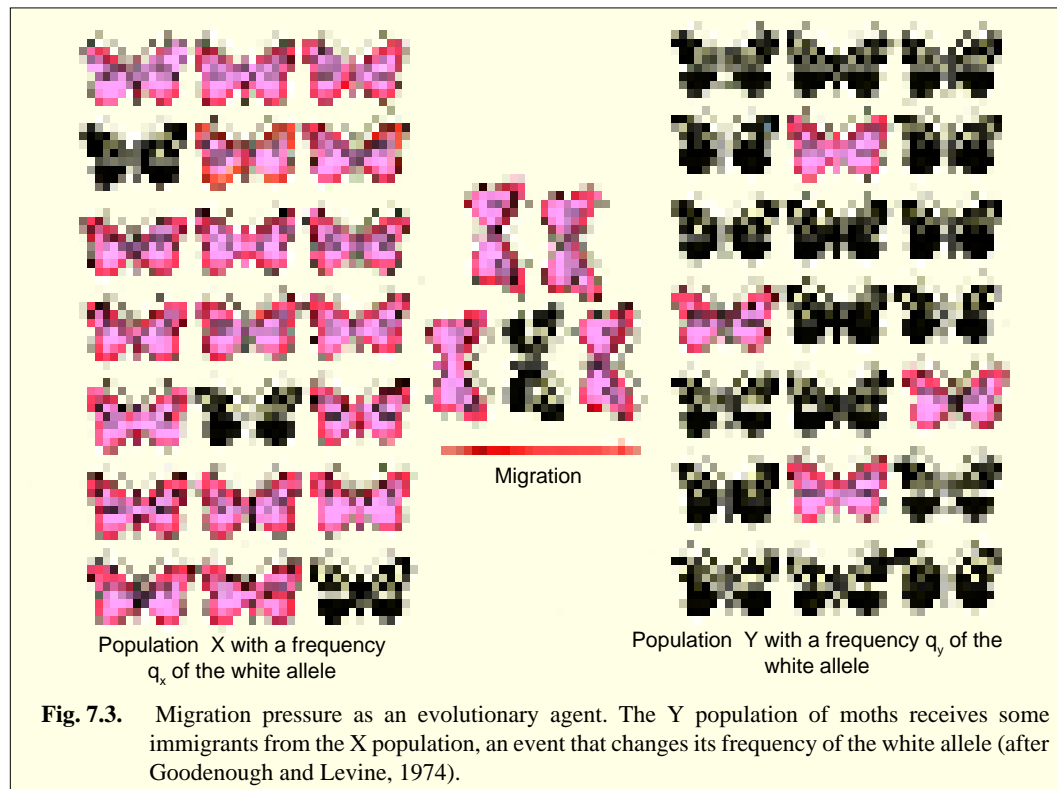 Migration
Population X with a frequency
qx of the white allele
Population Y with a frequency qy of the
white allele
Fig. 7.3. Migration pressure as an evolutionary agent. The Y population of moths receives some
immigrants from the X population, an event that changes its frequency of the white allele (after
Goodenough and Levine, 1974).